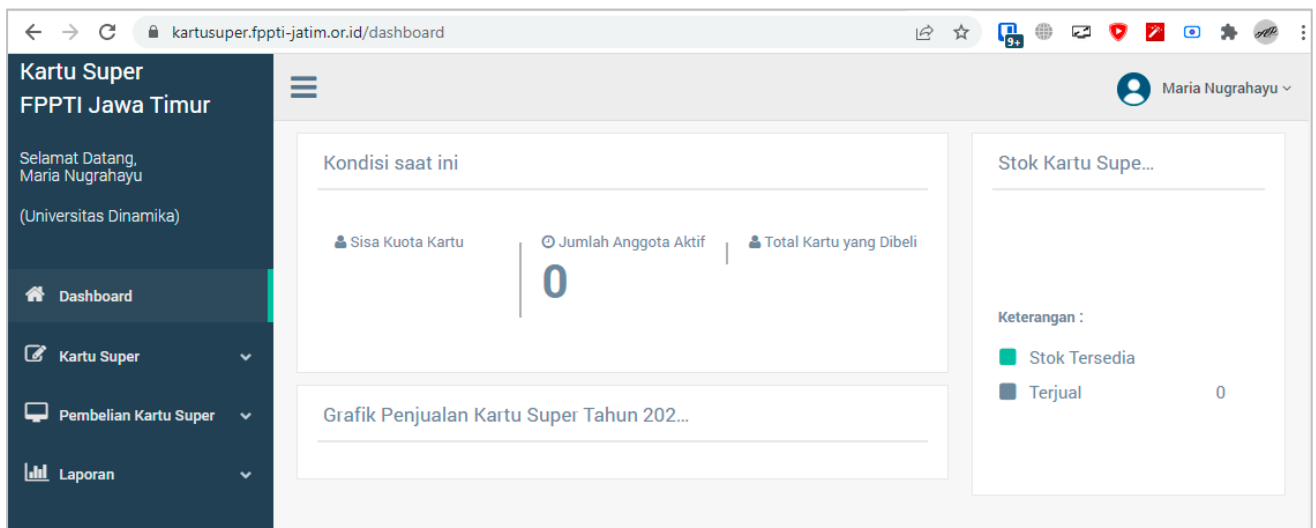 kartusuper.fppti-jatim.or.id/dashboard
9+
Kartu Super
FPPTI Jawa Timur
Selamat Datang,
Maria Nugrahayu
(Universitas Dinamika)
Dashboard
Kartu Super
Pembelian Kartu Super
Laporan
Maria Nugrahayu
Kondisi saat ini
Sisa Kuota Kartu
Jumlah Anggota Aktif
0
Total Kartu yang Dibeli
Grafik Penjualan Kartu Super Tahun 202...
Stok Kartu Supe...
Keterangan :
Stok Tersedia
Terjual 0